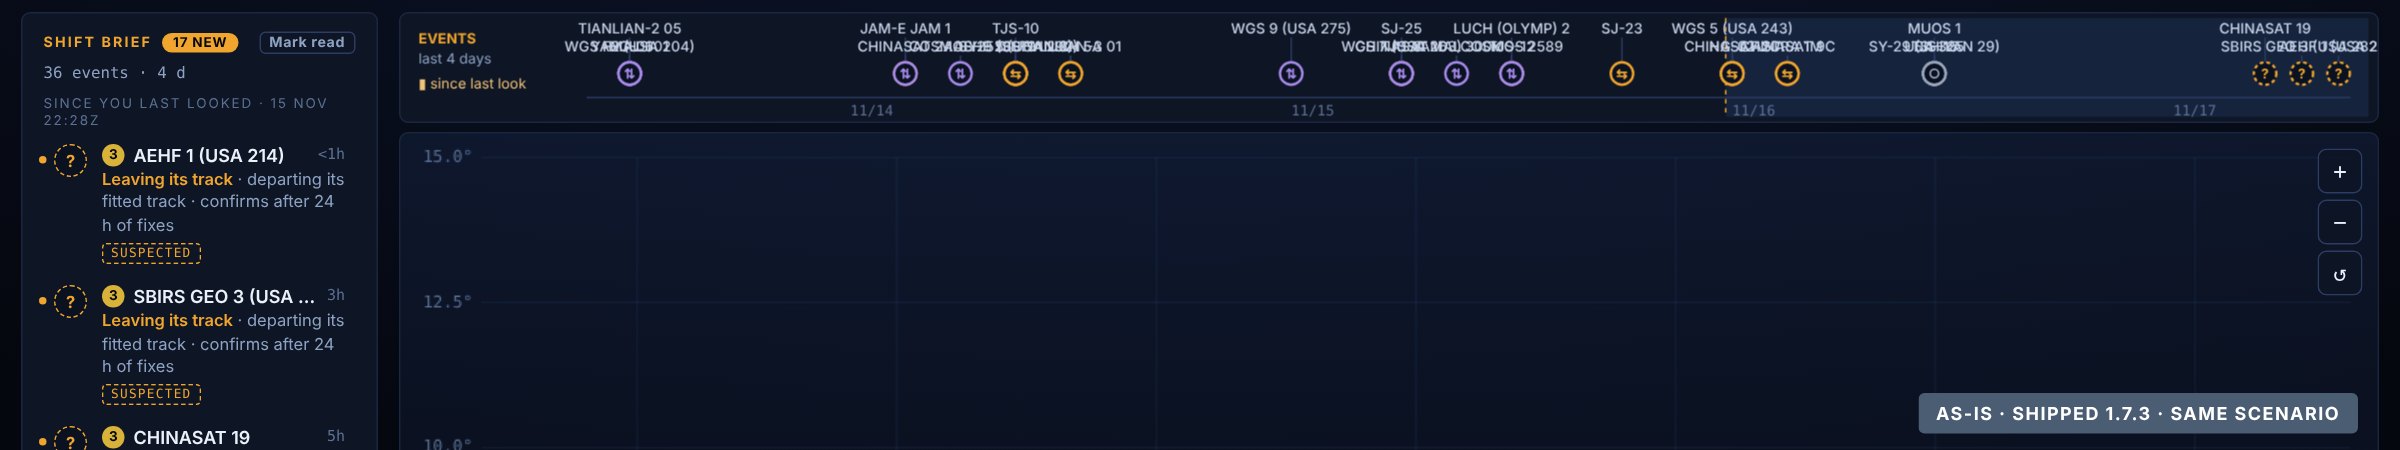 SHIFT BRIEF 17 NEW Mark read
36 events · 4 d
SINCE YOU LAST LOOKED · 15 NOV
22:28Z
? 3 AEHF 1 (USA 214) <1h
Leaving its track · departing its
fitted track · confirms after 24
h of fixes
SUSPECTED
? 3 SBIRS GEO 3 (USA ... 3h
Leaving its track · departing its
fitted track · confirms after 24
h of fixes
SUSPECTED
? 3 CHINASAT 19 5h
EVENTS
last 4 days
since last look
TIANLIAN-2 05 JAM-E JAM 1 TJS-10 WGS 9 (USA 275) SJ-25 LUCH (OLYMP) 2 SJ-23 WGS 5 (USA 243) MUOS 1 CHINASAT 19
SBIRS
? ? ?
11/14 11/15 11/16 11/17
15.0°
12.5°
10.0°
+
−
↺
AS-IS · SHIPPED 1.7.3 · SAME SCENARIO